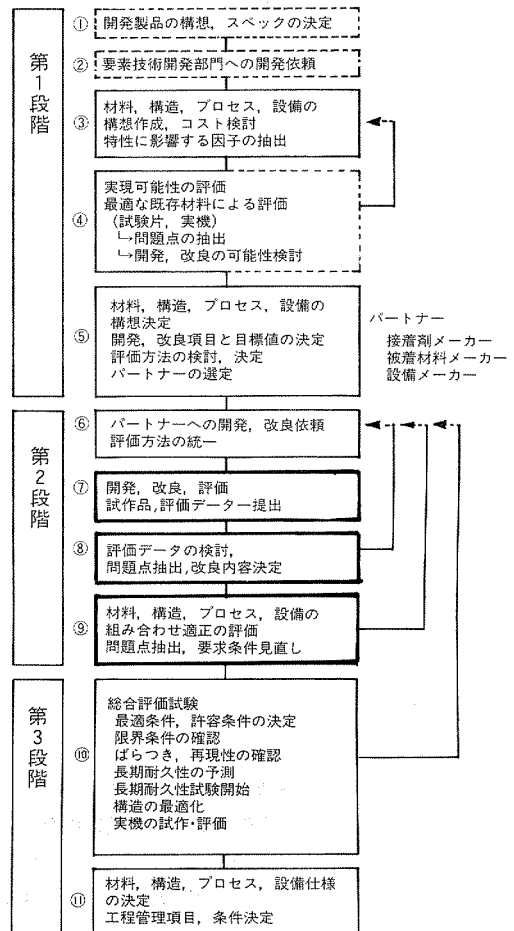 第1段階
① 開発製品の構想，スペックの決定
② 要素技術開発部門への開発依頼
③ 材料，構造，プロセス，設備の
構想作成，コスト検討
特性に影響する因子の抽出
④ 実現可能性の評価
最適な既存材料による評価
（試験片，実機）
└→問題点の抽出
└→開発，改良の可能性検討
⑤ 材料，構造，プロセス，設備の
構想決定
開発，改良項目と目標値の決定
評価方法の検討，決定
パートナーの選定
パートナー
接着剤メーカー
被着材料メーカー
設備メーカー
第2段階
⑥ パートナーへの開発，改良依頼
評価方法の統一
⑦ 開発，改良，評価
試作品，評価データー提出
⑧ 評価データの検討，
問題点抽出，改良内容決定
⑨ 材料，構造，プロセス，設備の
組み合わせ適正の評価
問題点抽出，要求条件見直し
第3段階
⑩ 総合評価試験
最適条件，許容条件の決定
限界条件の確認
ばらつき，再現性の確認
長期耐久性の予測
長期耐久性試験開始
構造の最適化
実機の試作・評価
⑪ 材料，構造，プロセス，設備仕様
の決定
工程管理項目，条件決定